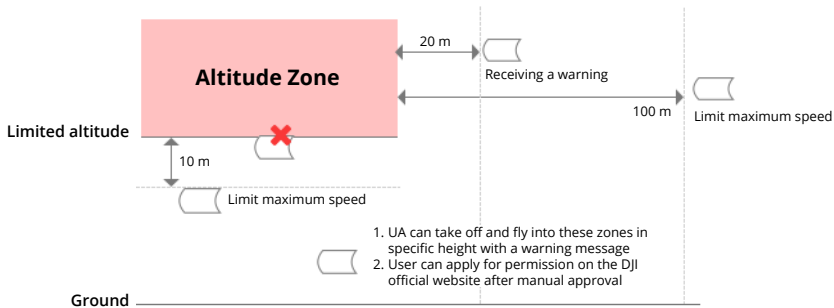 20 m
Altitude Zone
Receiving a warning
100 m
Limit maximum speed
Limited altitude
10 m
Limit maximum speed
1. UA can take off and fly into these zones in
specific height with a warning message
2. User can apply for permission on the DJI
official website after manual approval
Ground